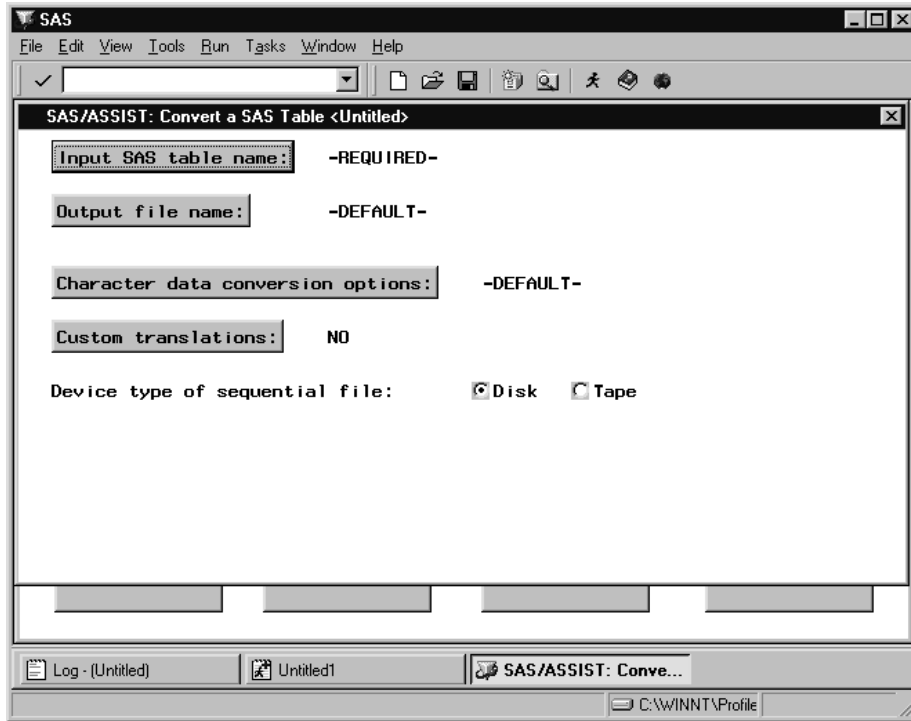 SAS
File Edit View Tools Run Tasks Window Help
SAS/ASSIST: Convert a SAS Table <Untitled>
Input SAS table name: -REQUIRED-
Output file name: -DEFAULT-
Character data conversion options: -DEFAULT-
Custom translations: NO
Device type of sequential file: Disk Tape
Log - (Untitled) Untitled1 SAS/ASSIST: Conve...
C:\WINNT\Profile